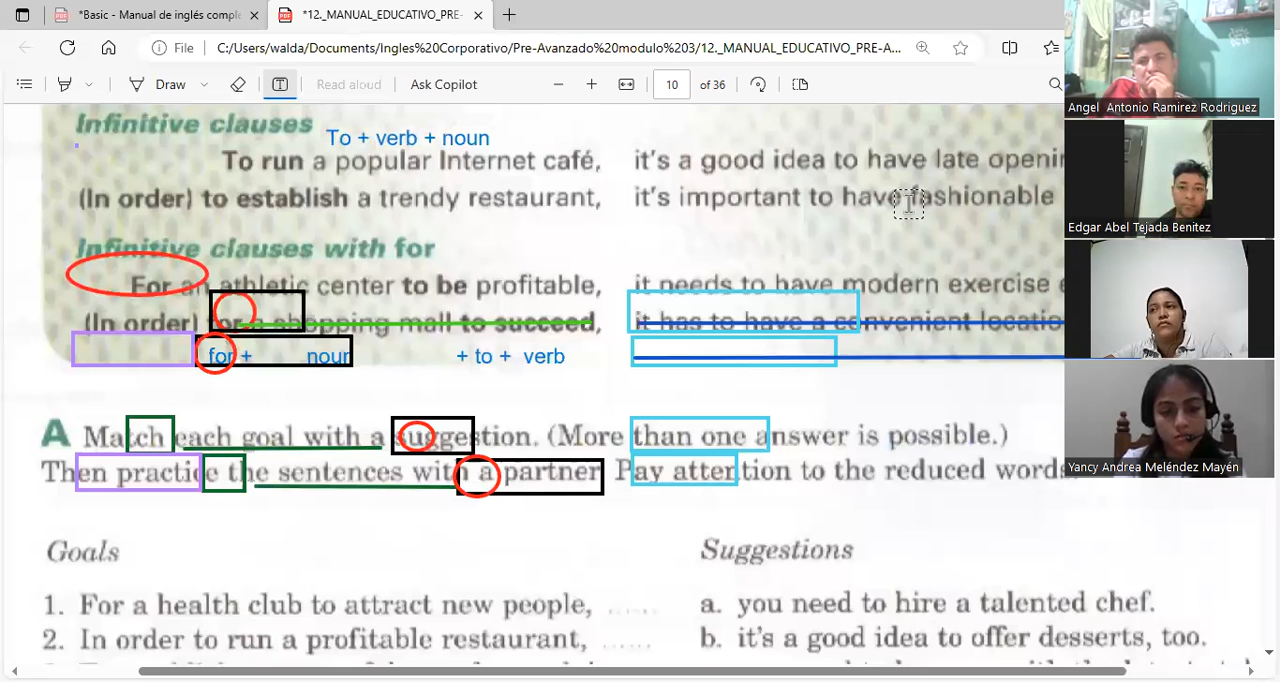 *Basic - Manual de inglés comple
*12._MANUAL_EDUCATIVO_PRE-
File
C:/Users/walda/Documents/Ingles%20Corporativo/Pre-Avanzado%20modulo%203/12._MANUAL_EDUCATIVO_PRE-A...
Draw
Read aloud
Ask Copilot
10 of 36
Infinitive clauses
To + verb + noun
To run a popular Internet café, it's a good idea to have late openin
(In order) to establish a trendy restaurant, it's important to have fashionable
Infinitive clauses with for
For an athletic center to be profitable, it needs to have modern exercise e
(In order) for a shopping mall to succeed, it has to have a convenient locatio
for + noun + to + verb
A Match each goal with a suggestion. (More than one answer is possible.)
Then practice the sentences with a partner. Pay attention to the reduced words.
Goals
Suggestions
1. For a health club to attract new people, ......
a. you need to hire a talented chef.
2. In order to run a profitable restaurant, ......
b. it's a good idea to offer desserts, too.
Angel Antonio Ramirez Rodriguez
Edgar Abel Tejada Benitez
Yancy Andrea Meléndez Mayén